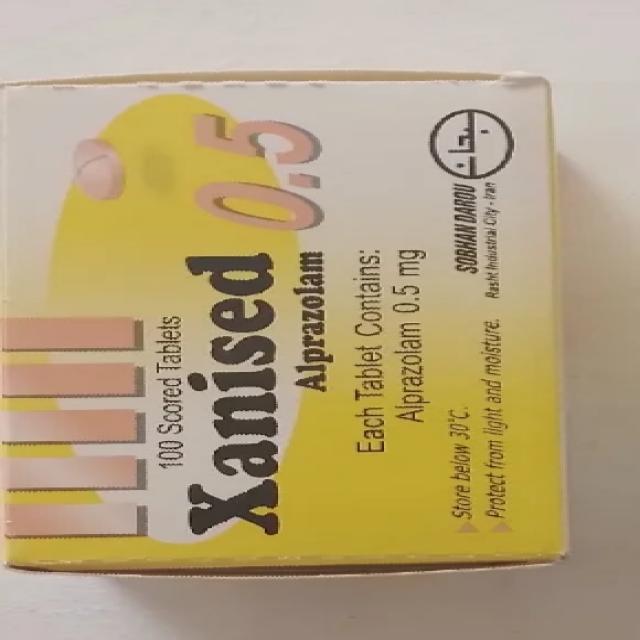 100 Scored Tablets
Xanised 0.5
Alprazolam
Each Tablet Contains:
Alprazolam 0.5 mg
Store below 30°C.
Protect from light and moisture.
سبحان
SOBHAN DAROU
Rasht Industrial City - Iran